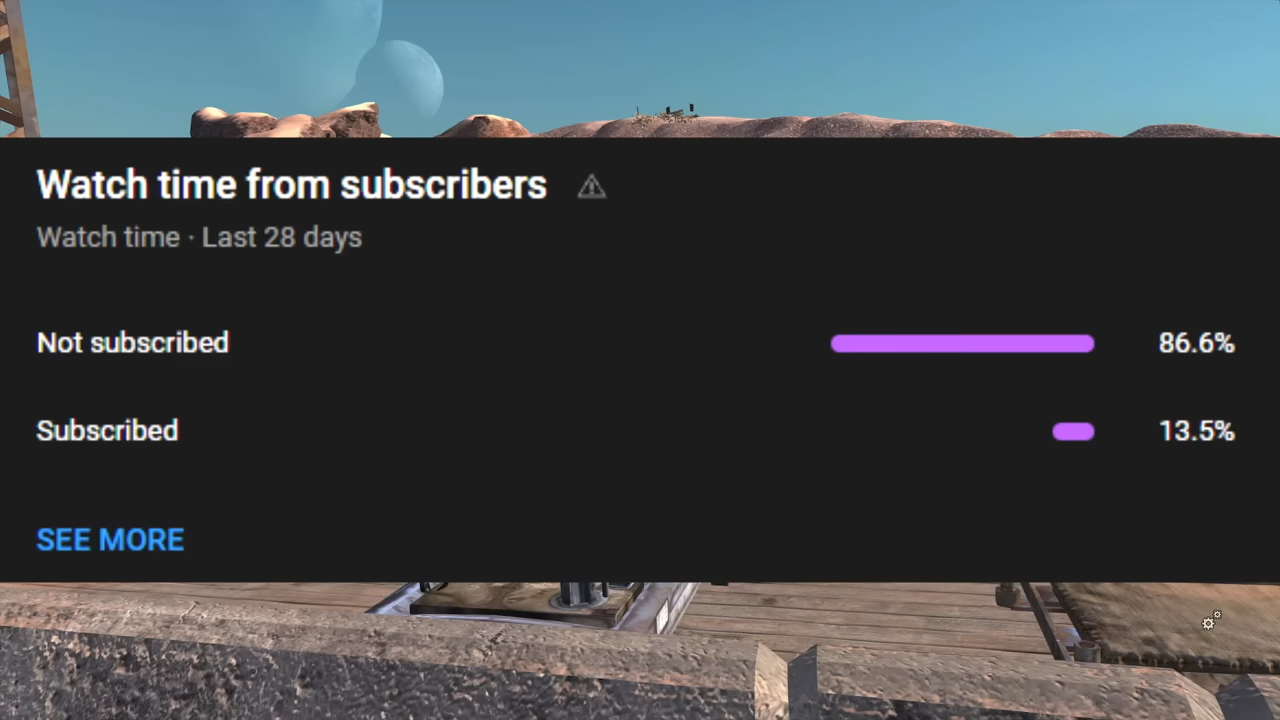 Watch time from subscribers
Watch time · Last 28 days
Not subscribed 86.6%
Subscribed 13.5%
SEE MORE